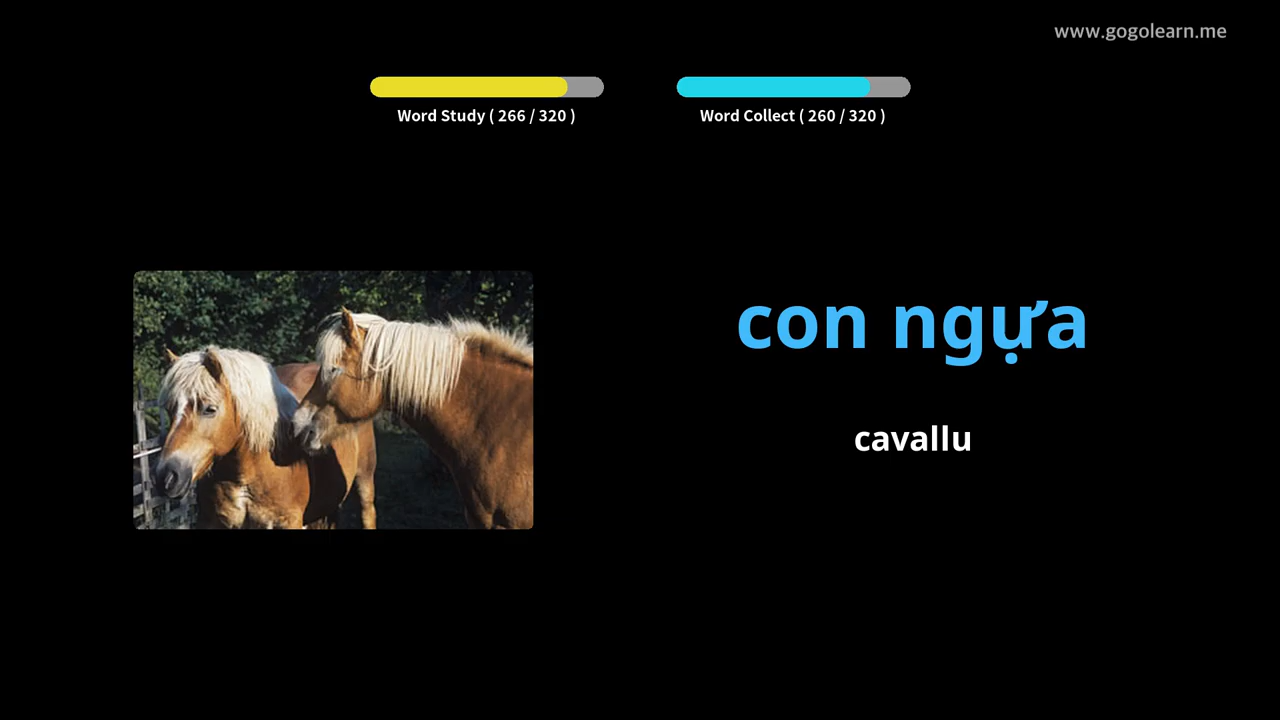 www.gogolearn.me
Word Study ( 266 / 320 )
Word Collect ( 260 / 320 )
con ngựa
cavallu